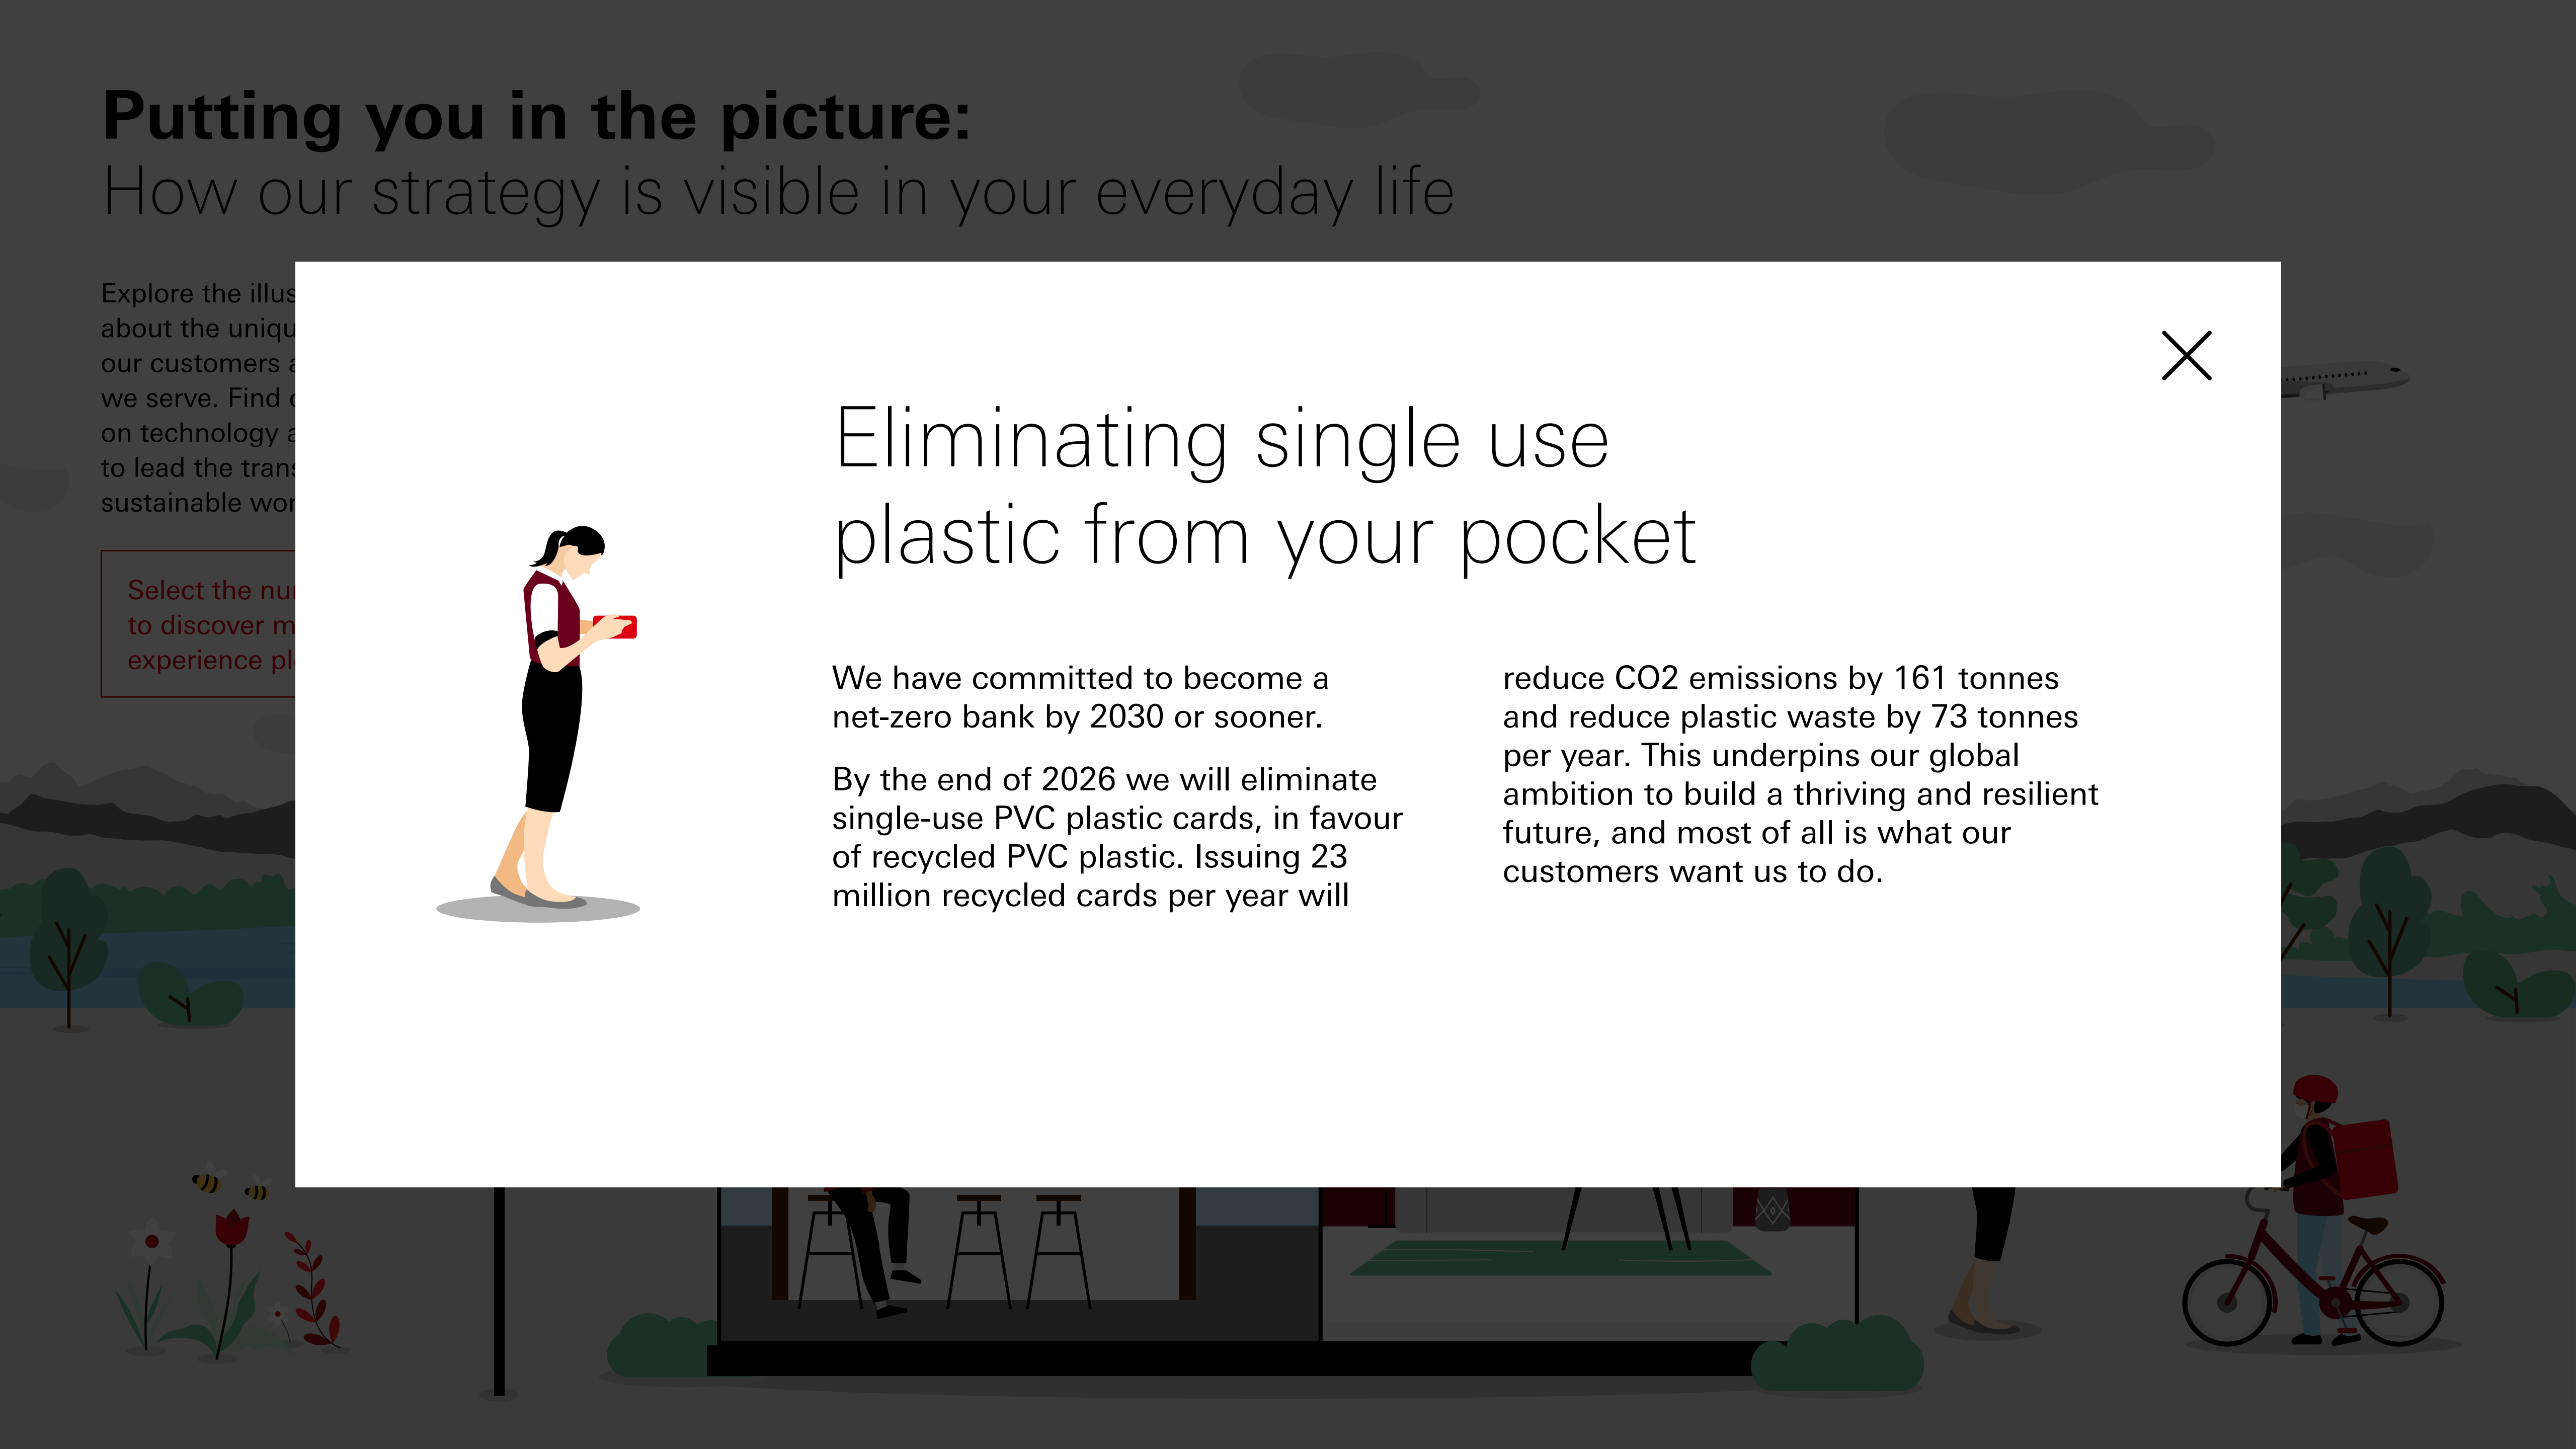 Putting you in the picture:
How our strategy is visible in your everyday life
Explore the
about the
our customers
we serve. Find
on technology
to lead the
sustainable
Select the
to discover
experience
Eliminating single use
plastic from your pocket
We have committed to become a
net-zero bank by 2030 or sooner.
By the end of 2026 we will eliminate
single-use PVC plastic cards, in favour
of recycled PVC plastic. Issuing 23
million recycled cards per year will
reduce CO2 emissions by 161 tonnes
and reduce plastic waste by 73 tonnes
per year. This underpins our global
ambition to build a thriving and resilient
future, and most of all is what our
customers want us to do.